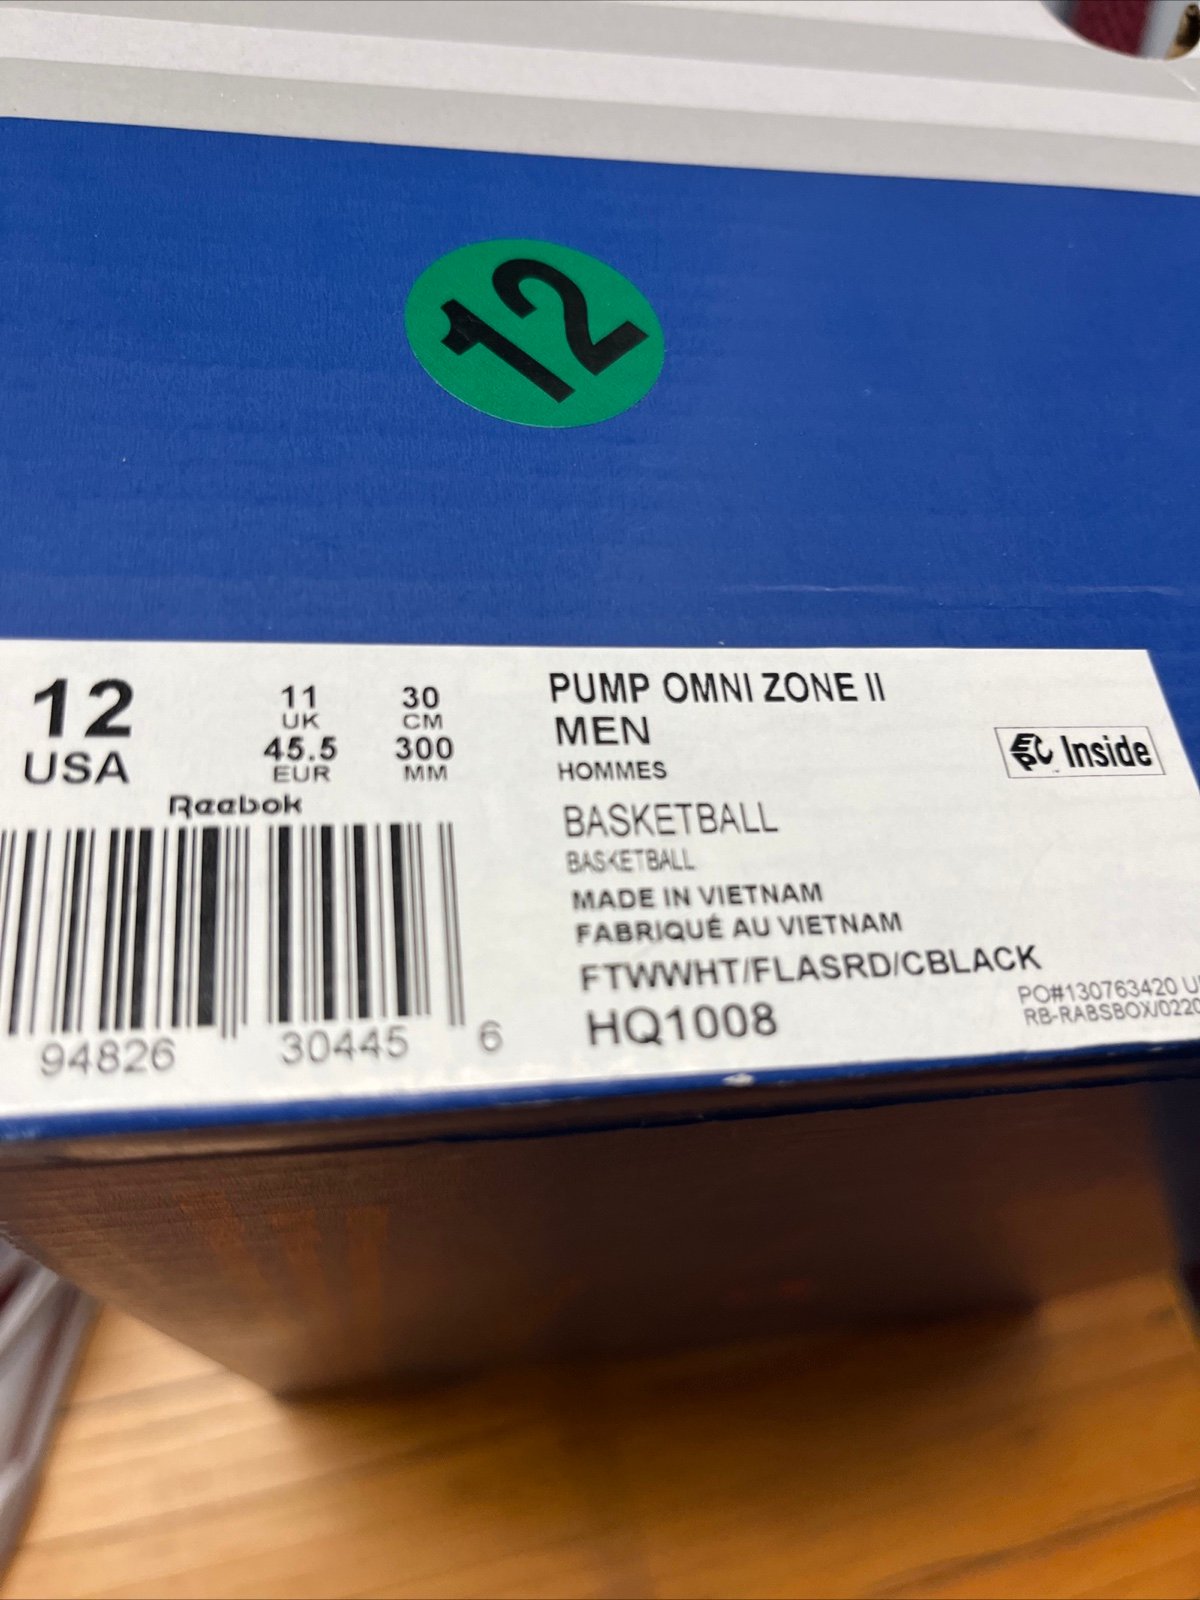 12
12
USA
11
UK
45.5
EUR
30
CM
300
MM
Reebok
94826 30445 6
PUMP OMNI ZONE II
MEN
HOMMES
BASKETBALL
BASKETBALL
MADE IN VIETNAM
FABRIQUÉ AU VIETNAM
FTWWHT/FLASRD/CBLACK
HQ1008
EPC Inside
PO#130763420
RB-RABSBOX/0220